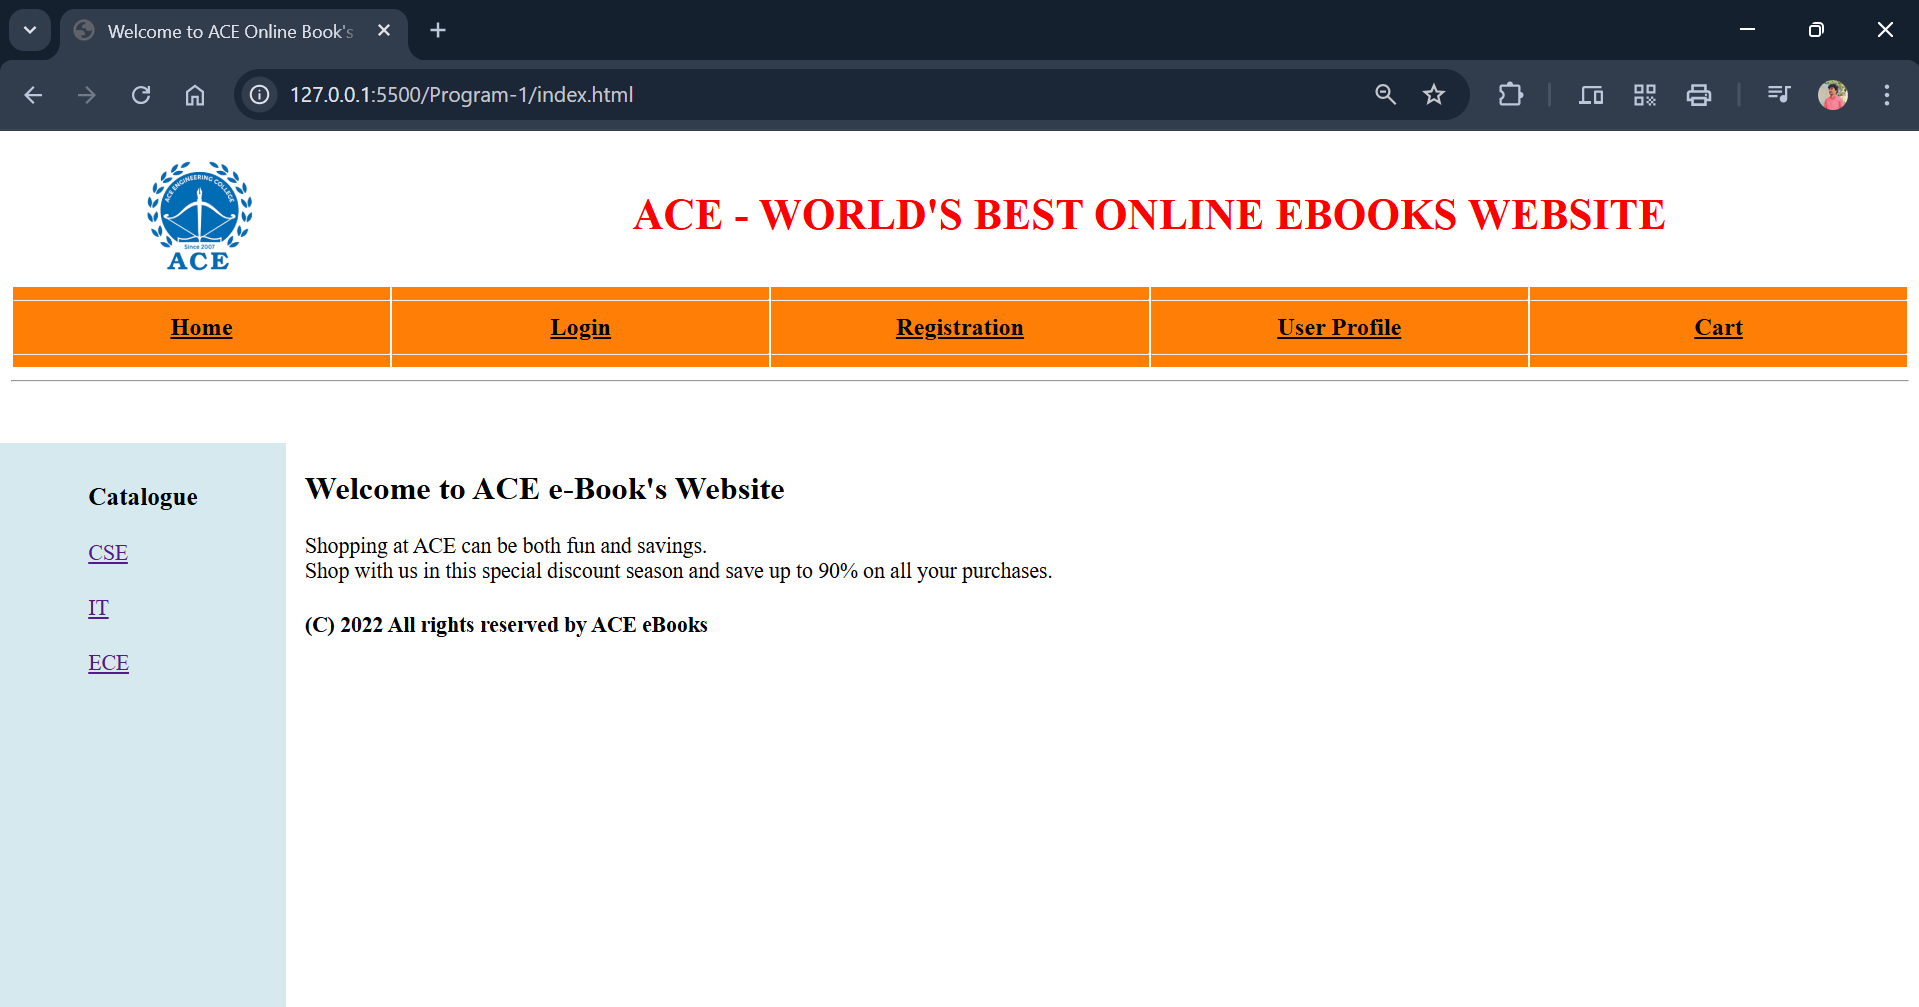 Welcome to ACE Online Book's
127.0.0.1:5500/Program-1/index.html
ACE ENGINEERING COLLEGE
Since 2007
ACE
ACE - WORLD'S BEST ONLINE EBOOKS WEBSITE
Home Login Registration User Profile Cart
Catalogue
CSE
IT
ECE
Welcome to ACE e-Book's Website
Shopping at ACE can be both fun and savings.
Shop with us in this special discount season and save up to 90% on all your purchases.
(C) 2022 All rights reserved by ACE eBooks